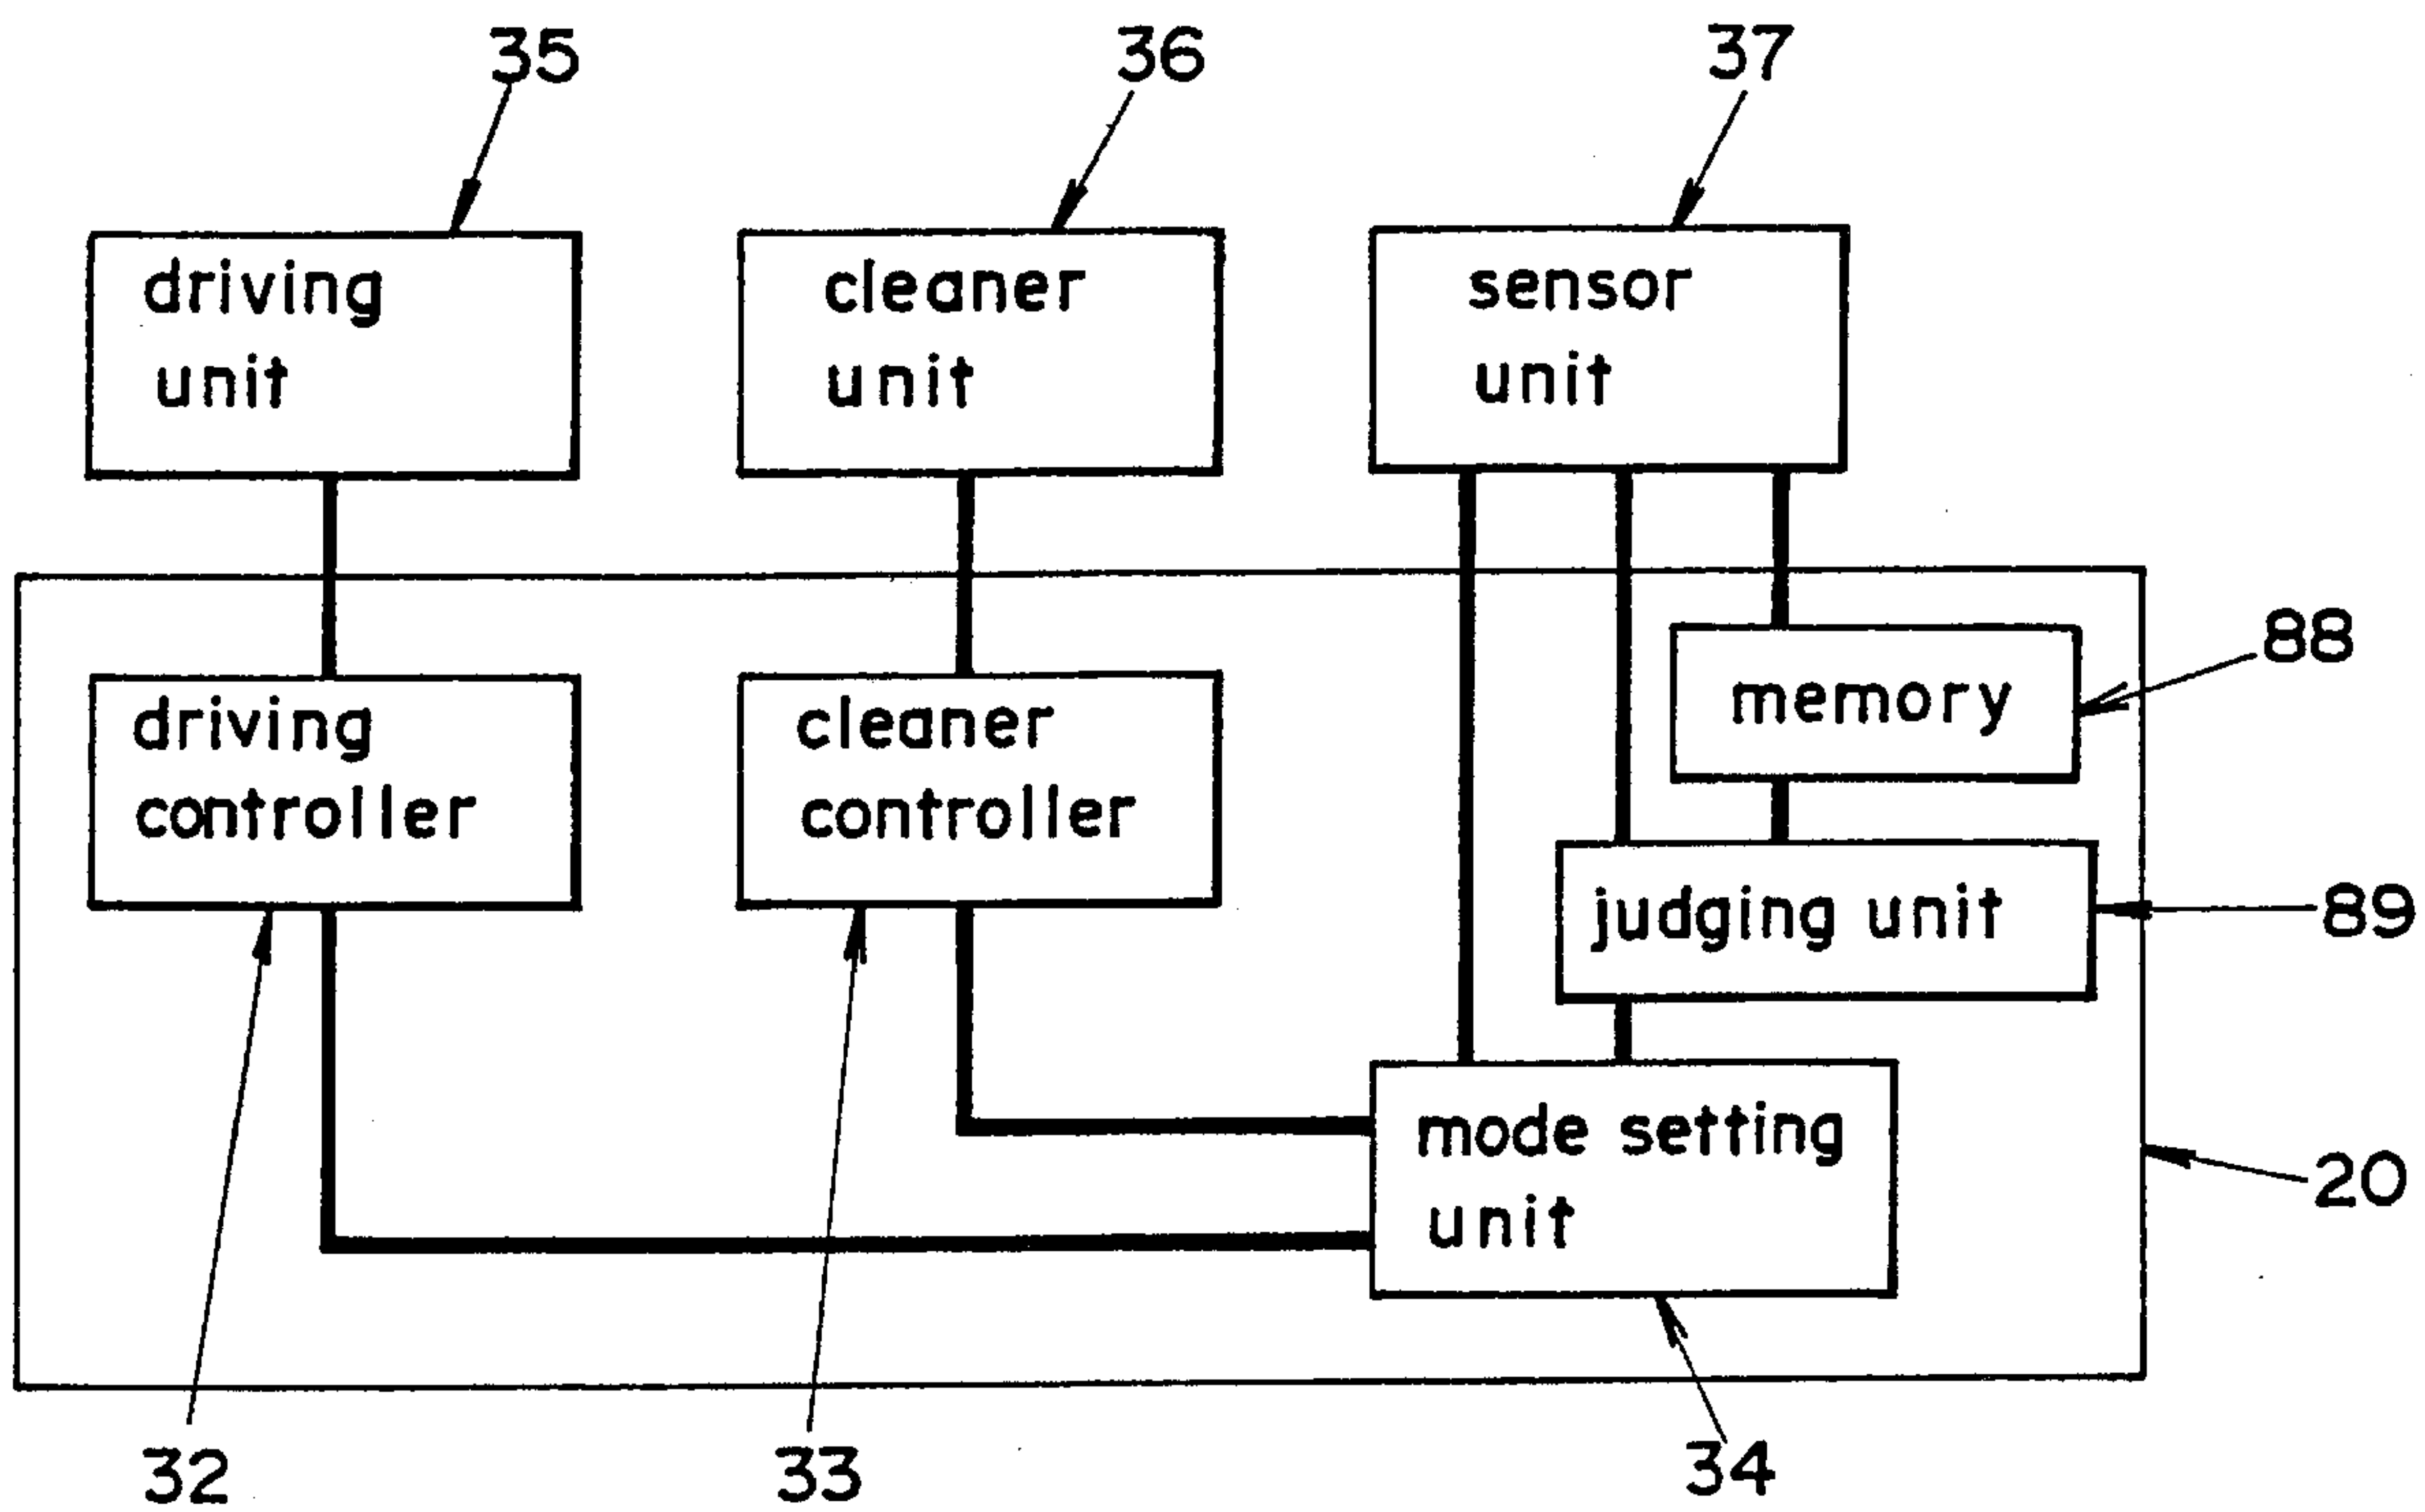 35
36
37
driving
unit
cleaner
unit
sensor
unit
88
memory
driving
controller
cleaner
controller
judging unit
89
mode setting
unit
20
32
33
34